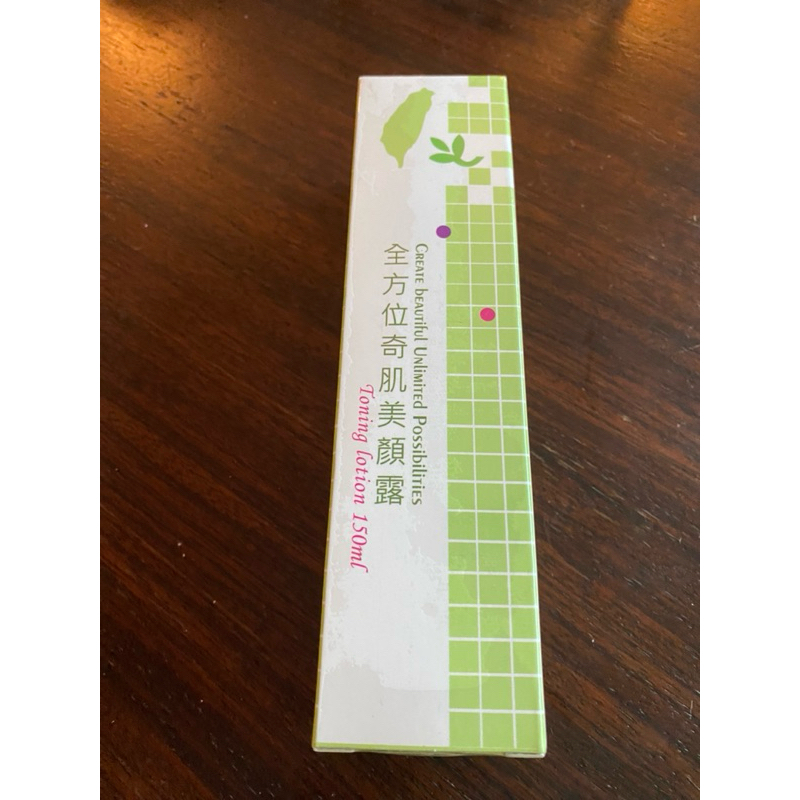 CREATE beautiful UNLIMITED POSSIBILITIES
全方位奇肌美顏露
Toning lotion 150ml